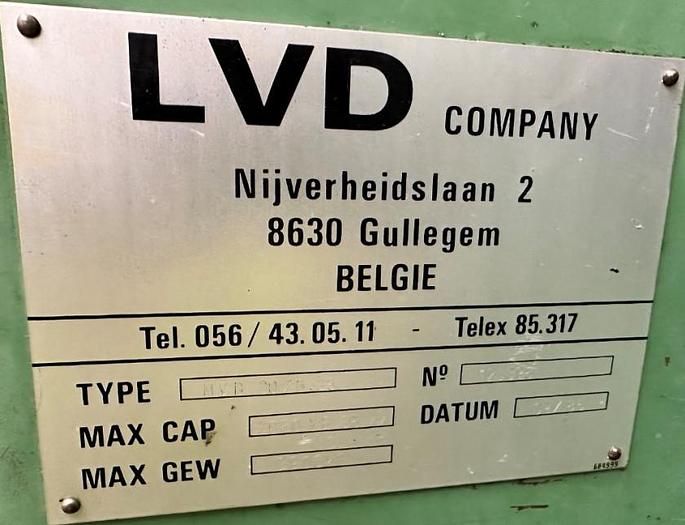 LVD COMPANY
Nijverheidslaan 2
8630 Gullegem
BELGIE
Tel. 056 / 43.05.11 - Telex 85.317
TYPE
Nº
MAX CAP
DATUM
MAX GEW